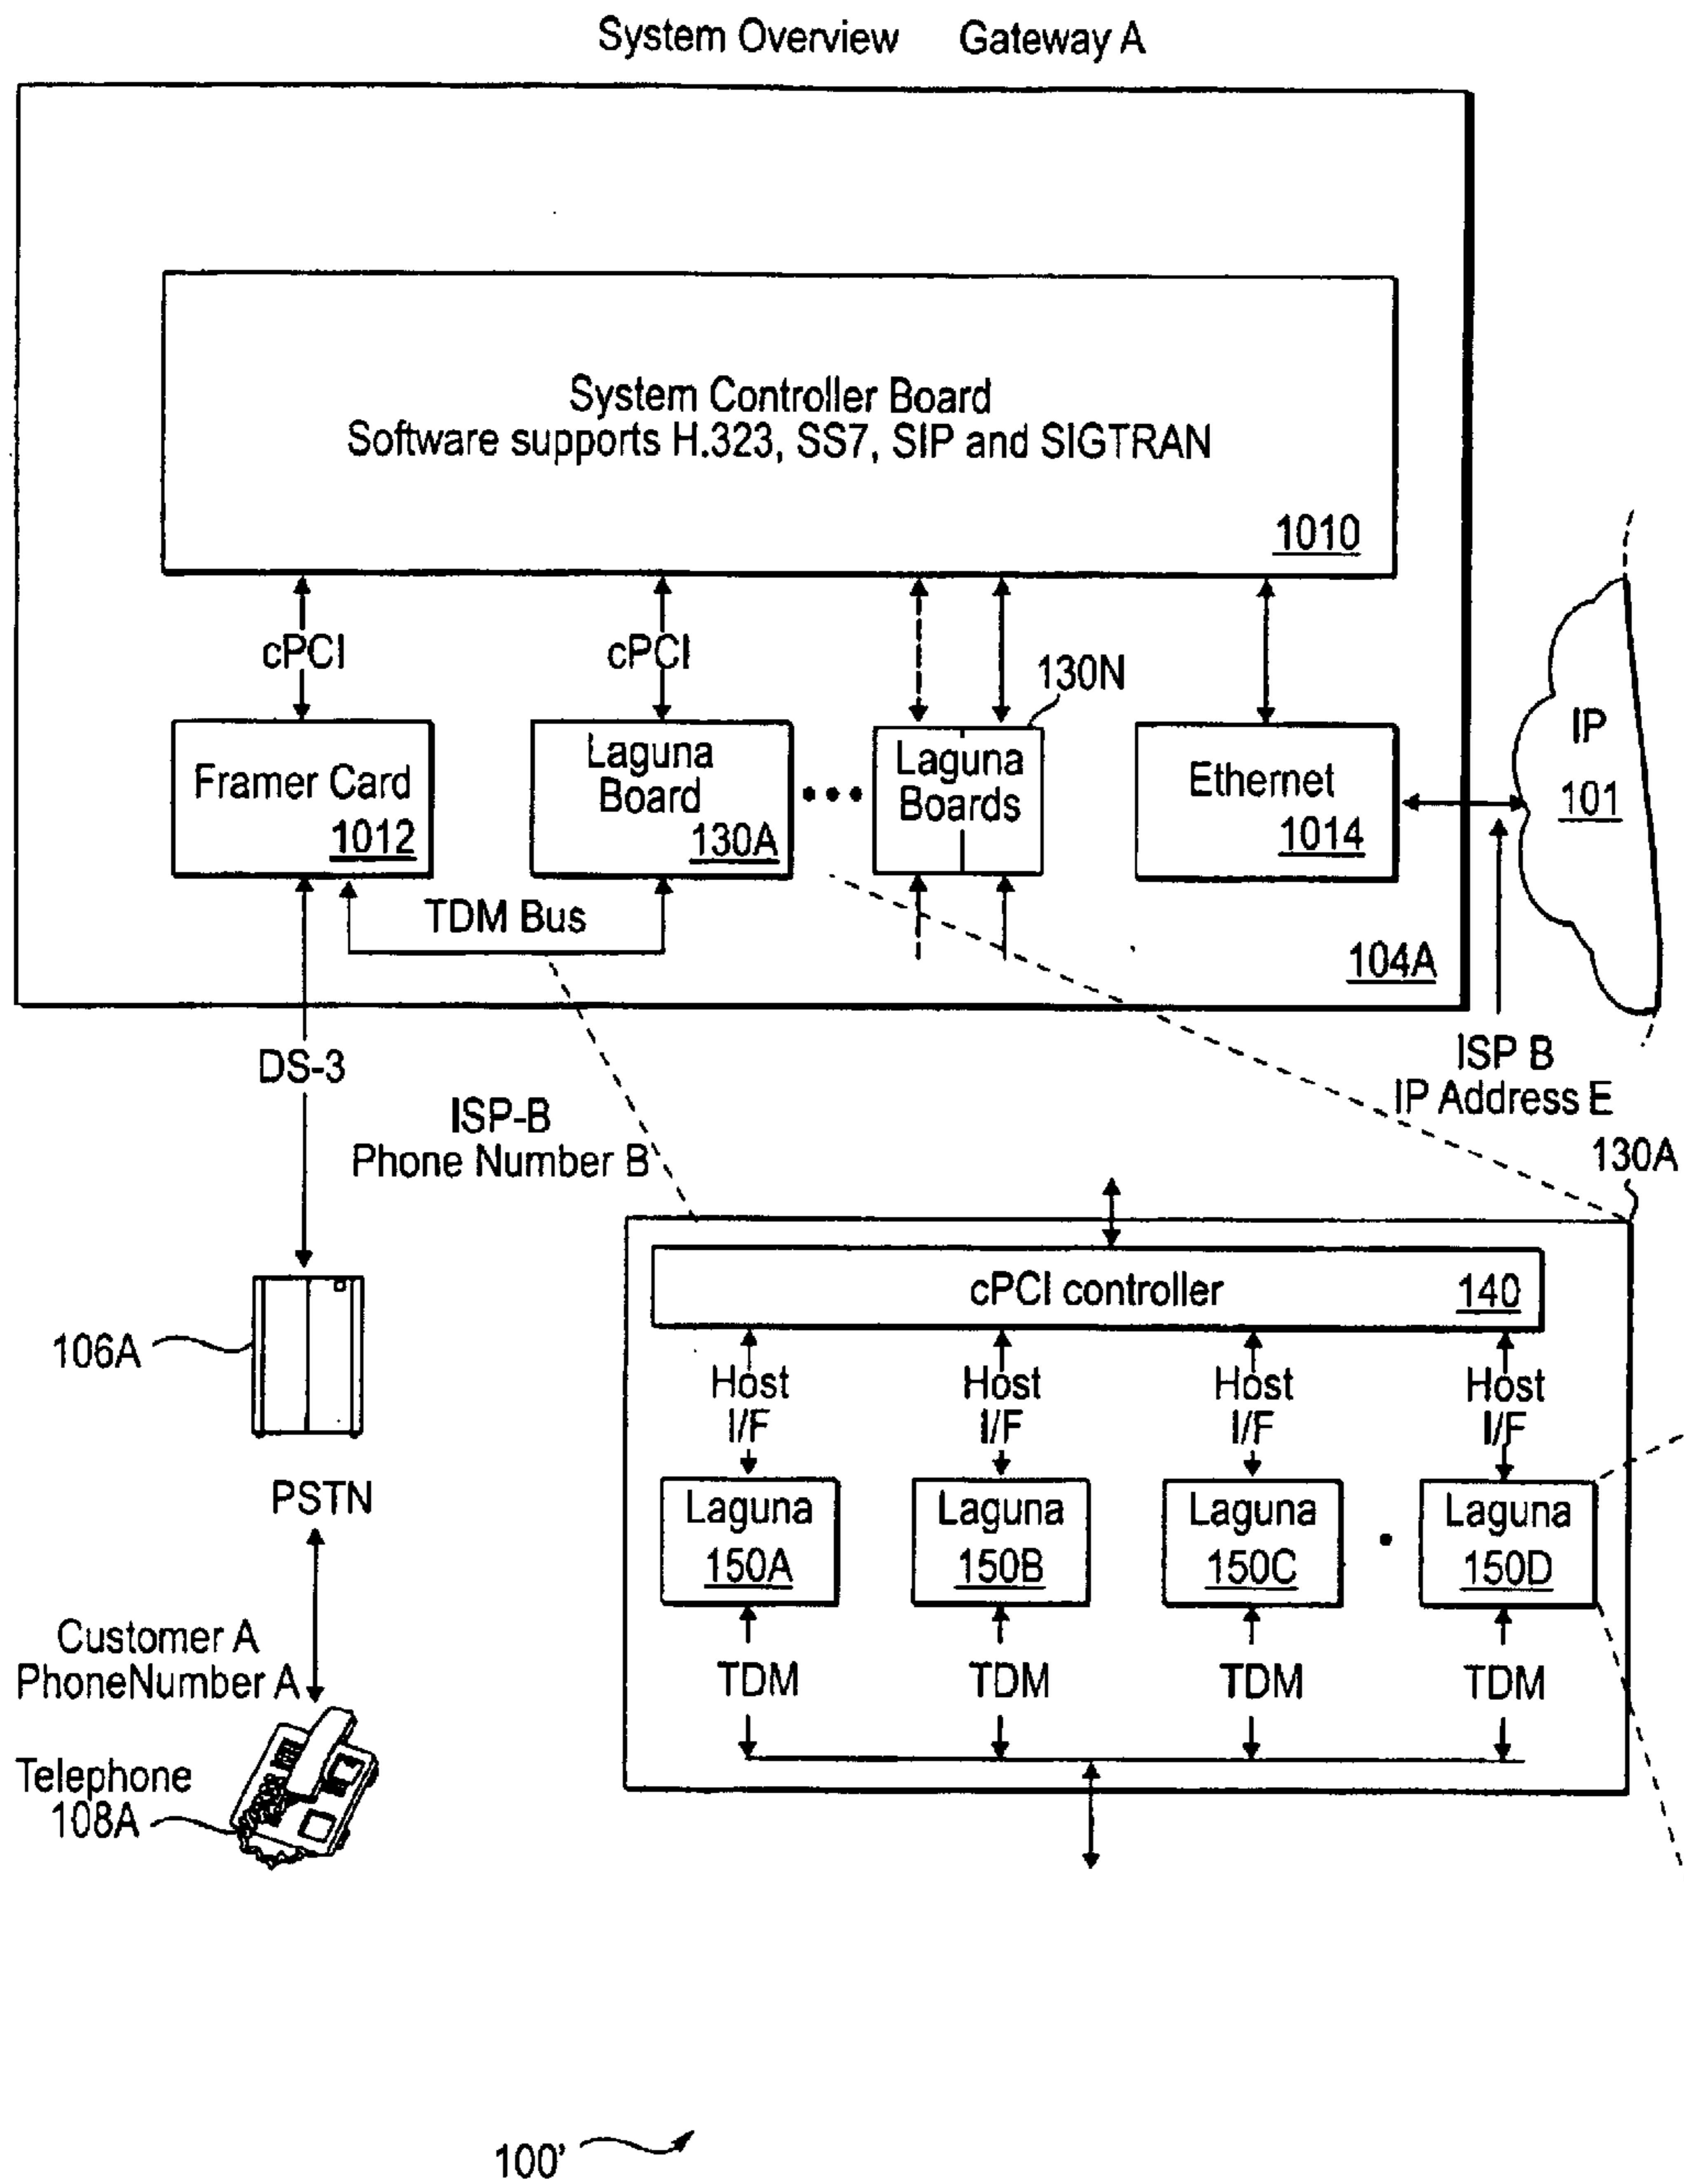 System Overview Gateway A
System Controller Board
Software supports H.323, SS7, SIP and SIGTRAN
1010
cPCI
cPCI
130N
Framer Card
1012
Laguna
Board
130A
Laguna
Boards
Ethernet
1014
IP
101
TDM Bus
104A
DS-3
ISP-B
Phone Number B
ISP B
IP Address E
130A
cPCI controller
140
106A
Host
I/F
Host
I/F
Host
I/F
Host
I/F
PSTN
Laguna
150A
Laguna
150B
Laguna
150C
Laguna
150D
Customer A
PhoneNumber A
TDM
TDM
TDM
TDM
Telephone
108A
100'